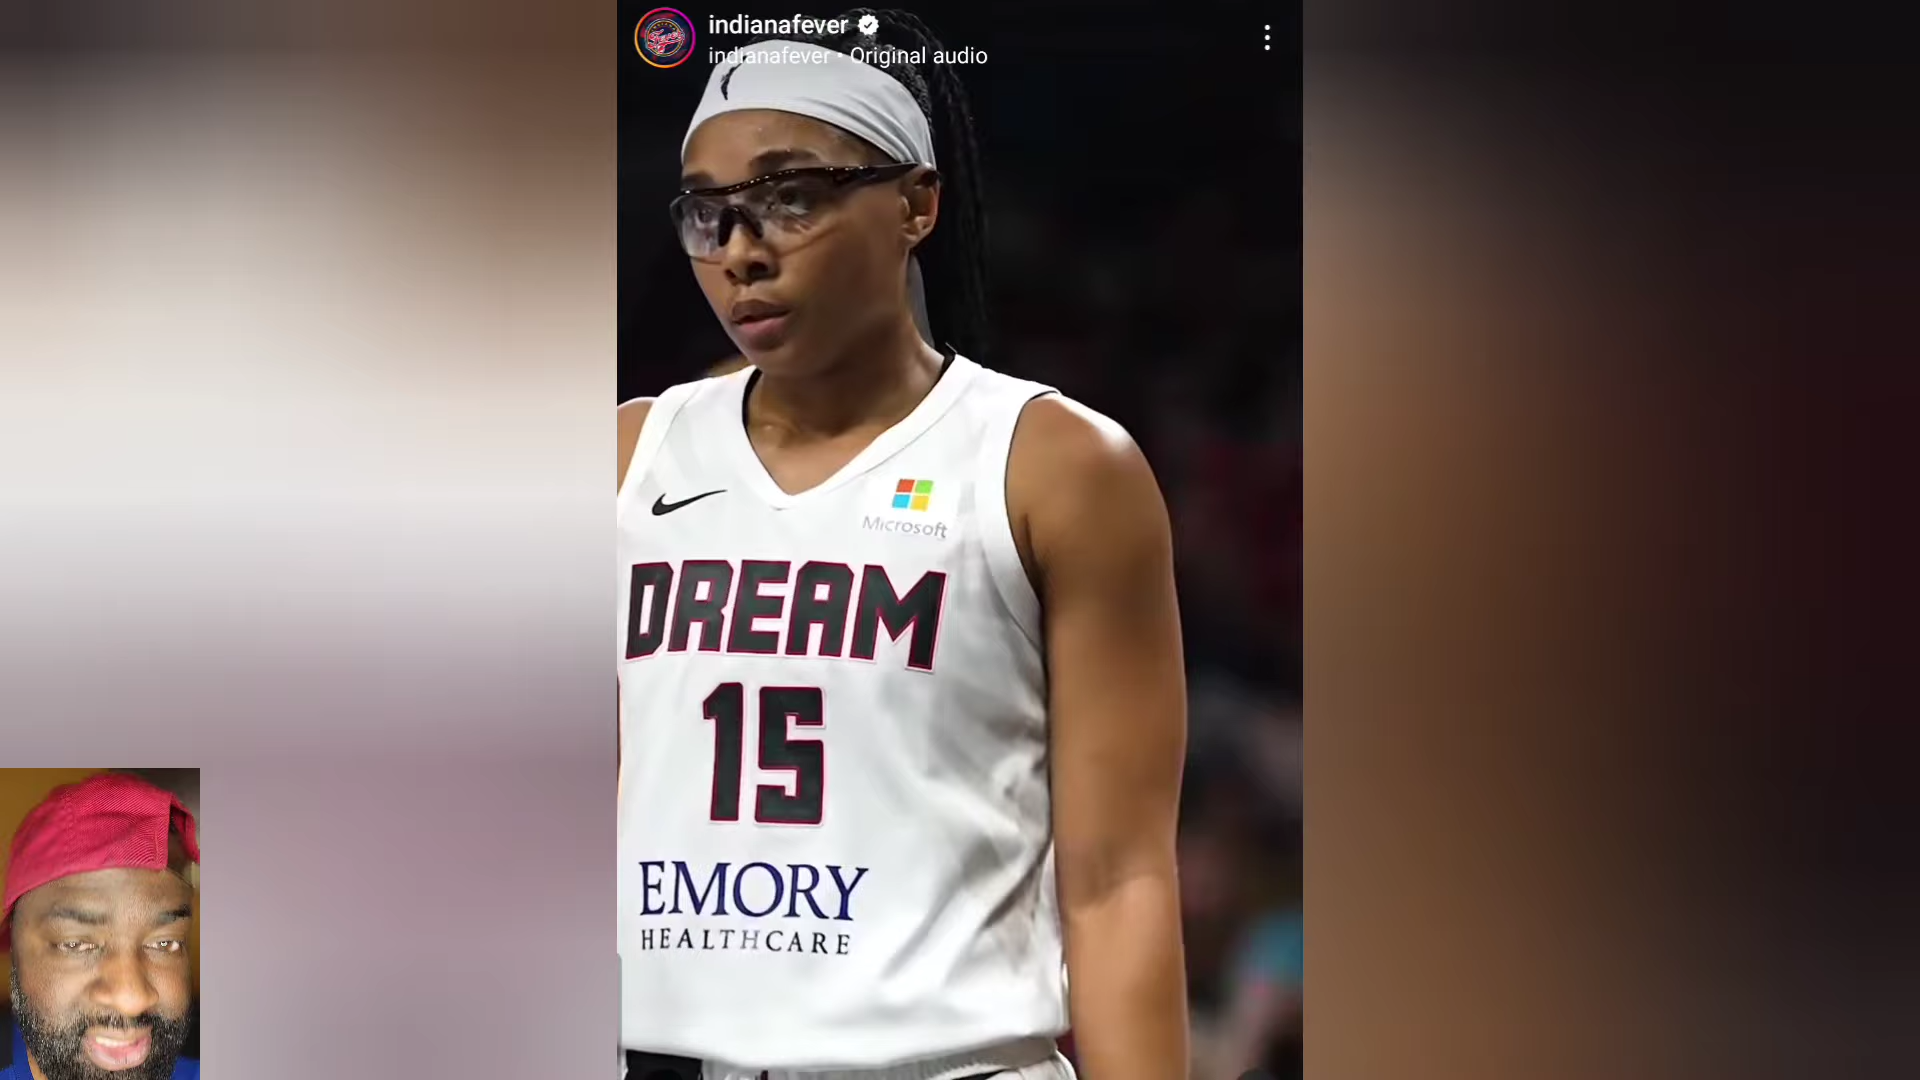 indianafever
indianafever • Original audio
Microsoft
DREAM
15
EMORY
HEALTHCARE